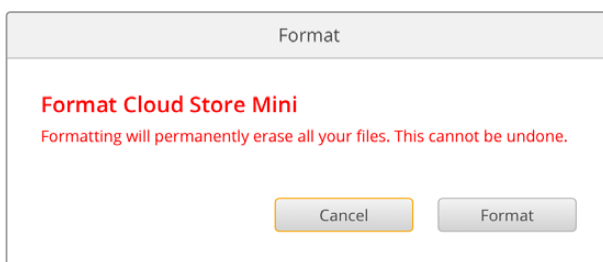 Format
Format Cloud Store Mini
Formatting will permanently erase all your files. This cannot be undone.
Cancel
Format